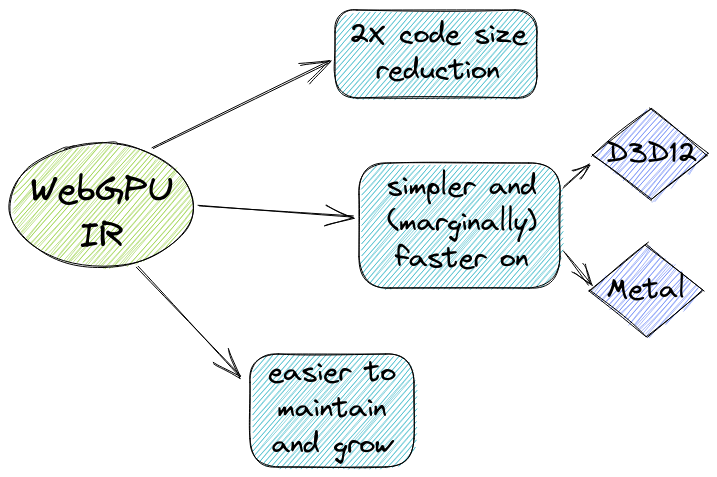 2X code size
reduction
WebGPU
IR
simpler and
(marginally)
faster on
D3D12
Metal
easier to
maintain
and grow